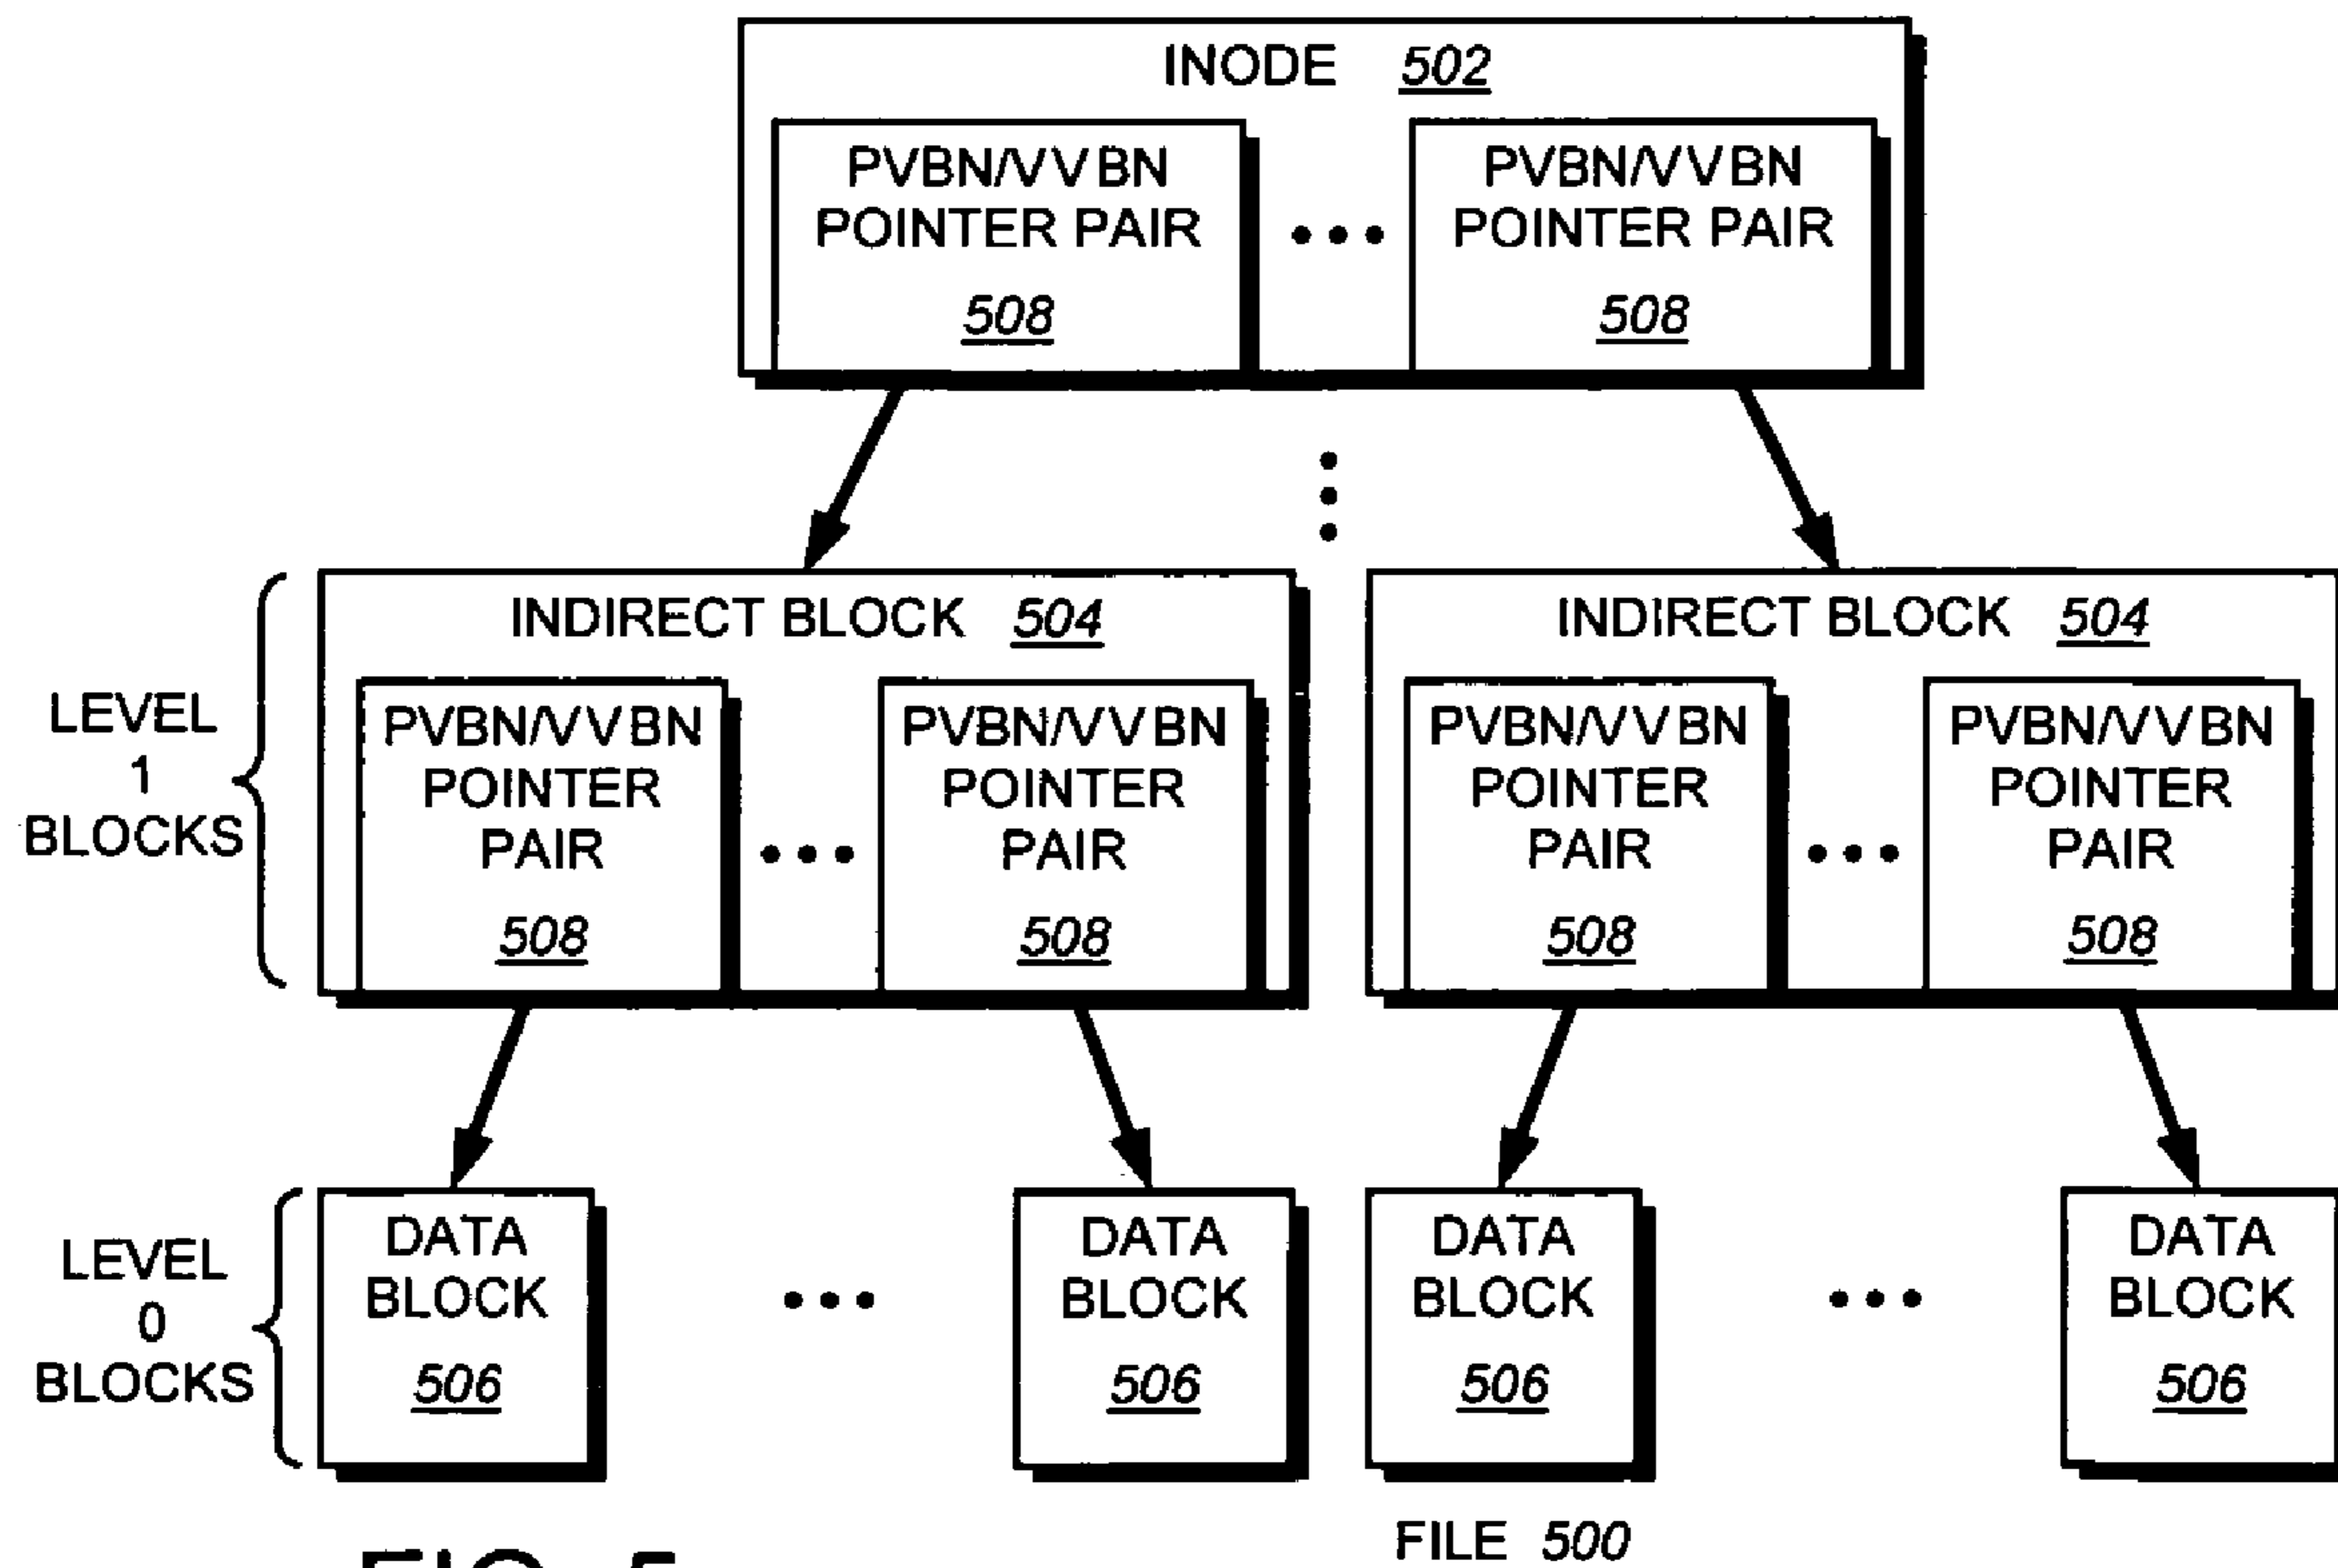 INODE 502
PVBN/VVBN
POINTER PAIR
508
PVBN/VVBN
POINTER PAIR
508
LEVEL
1
BLOCKS
INDIRECT BLOCK 504
PVBN/VVBN
POINTER
PAIR
508
PVBN/VVBN
POINTER
PAIR
508
INDIRECT BLOCK 504
PVBN/VVBN
POINTER
PAIR
508
PVBN/VVBN
POINTER
PAIR
508
LEVEL
0
BLOCKS
DATA
BLOCK
506
DATA
BLOCK
506
DATA
BLOCK
506
DATA
BLOCK
506
FILE 500